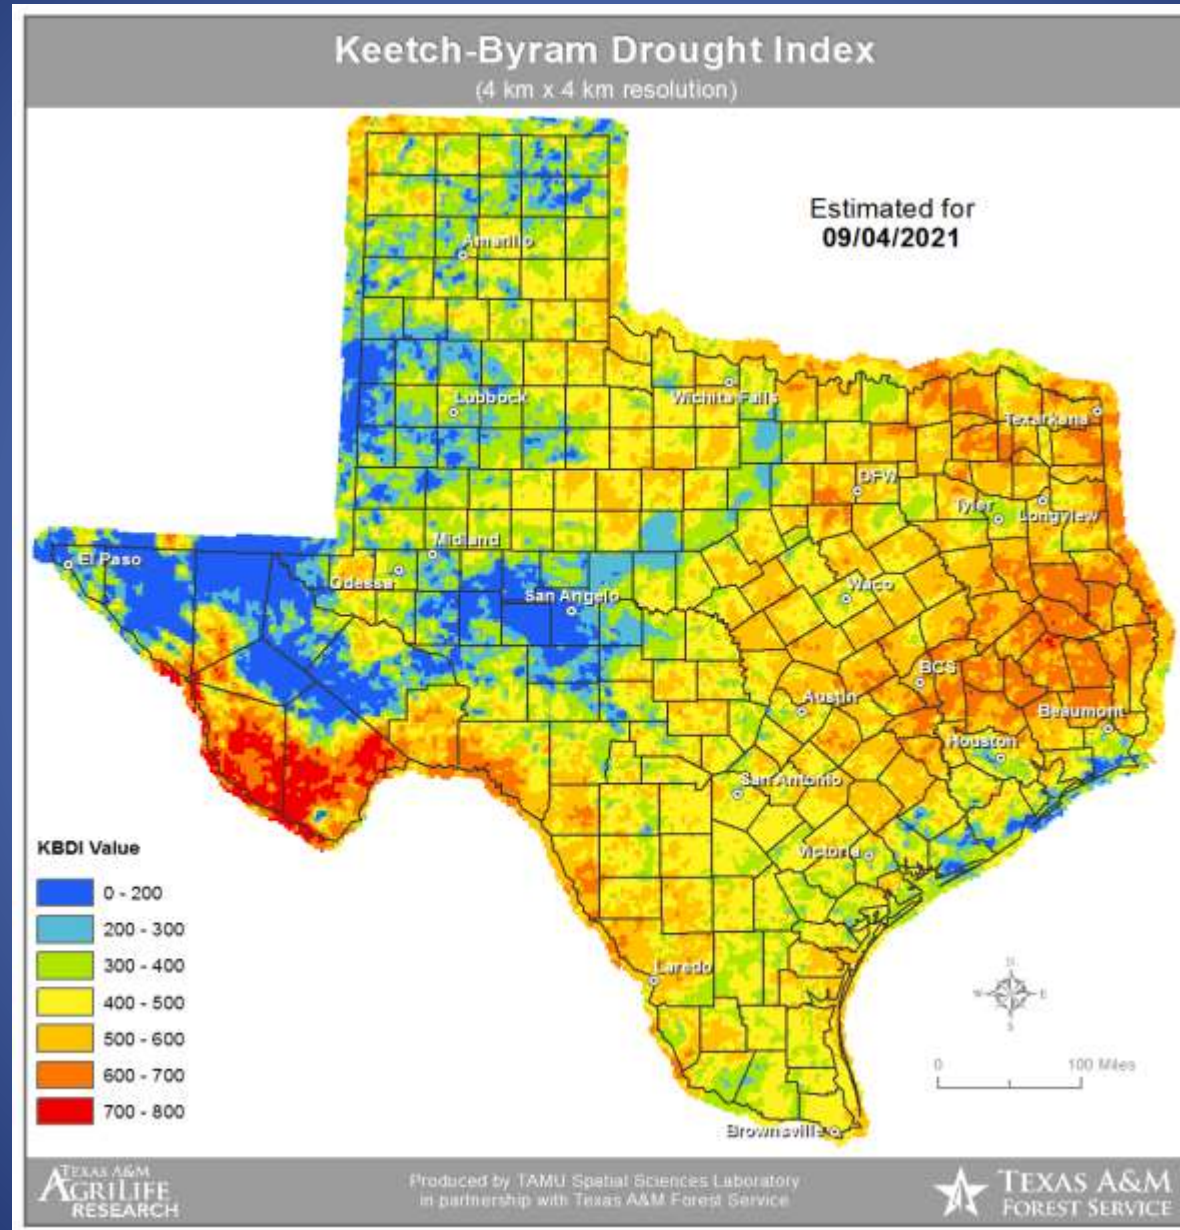 Keetch-Byram Drought Index
(4 km x 4 km resolution)
Estimated for
09/04/2021
Amarillo
Lubbock
Wichita Falls
Texarkana
DFW
Tyler
Longview
El Paso
Midland
Odessa
San Angelo
Waco
BCS
Austin
Beaumont
Houston
San Antonio
Victoria
Laredo
Brownsville
KBDI Value
0 - 200
200 - 300
300 - 400
400 - 500
500 - 600
600 - 700
700 - 800
N
W
E
S
0
100 Miles
TEXAS A&M
AGRILIFE
RESEARCH
Produced by TAMU Spatial Sciences Laboratory
in partnership with Texas A&M Forest Service
TEXAS A&M
FOREST SERVICE